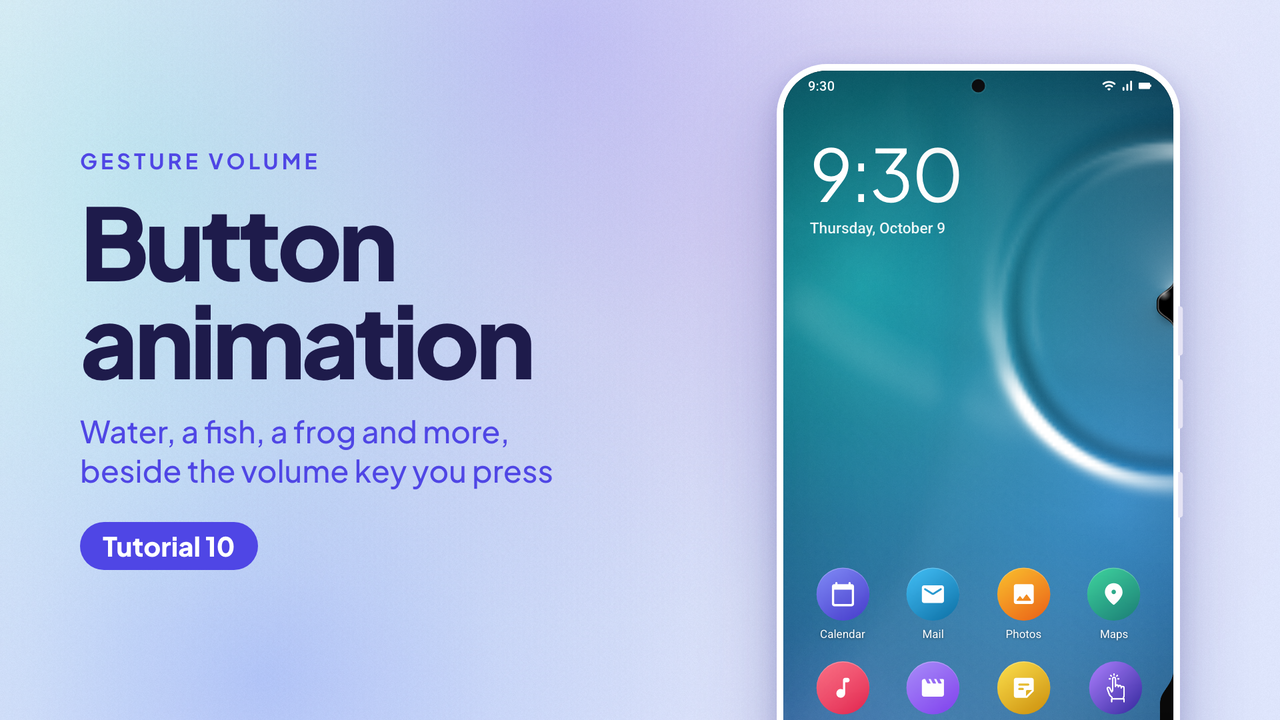 GESTURE VOLUME
Button
animation
Water, a fish, a frog and more,
beside the volume key you press
Tutorial 10
9:30
9:30
Thursday, October 9
Calendar
Mail
Photos
Maps